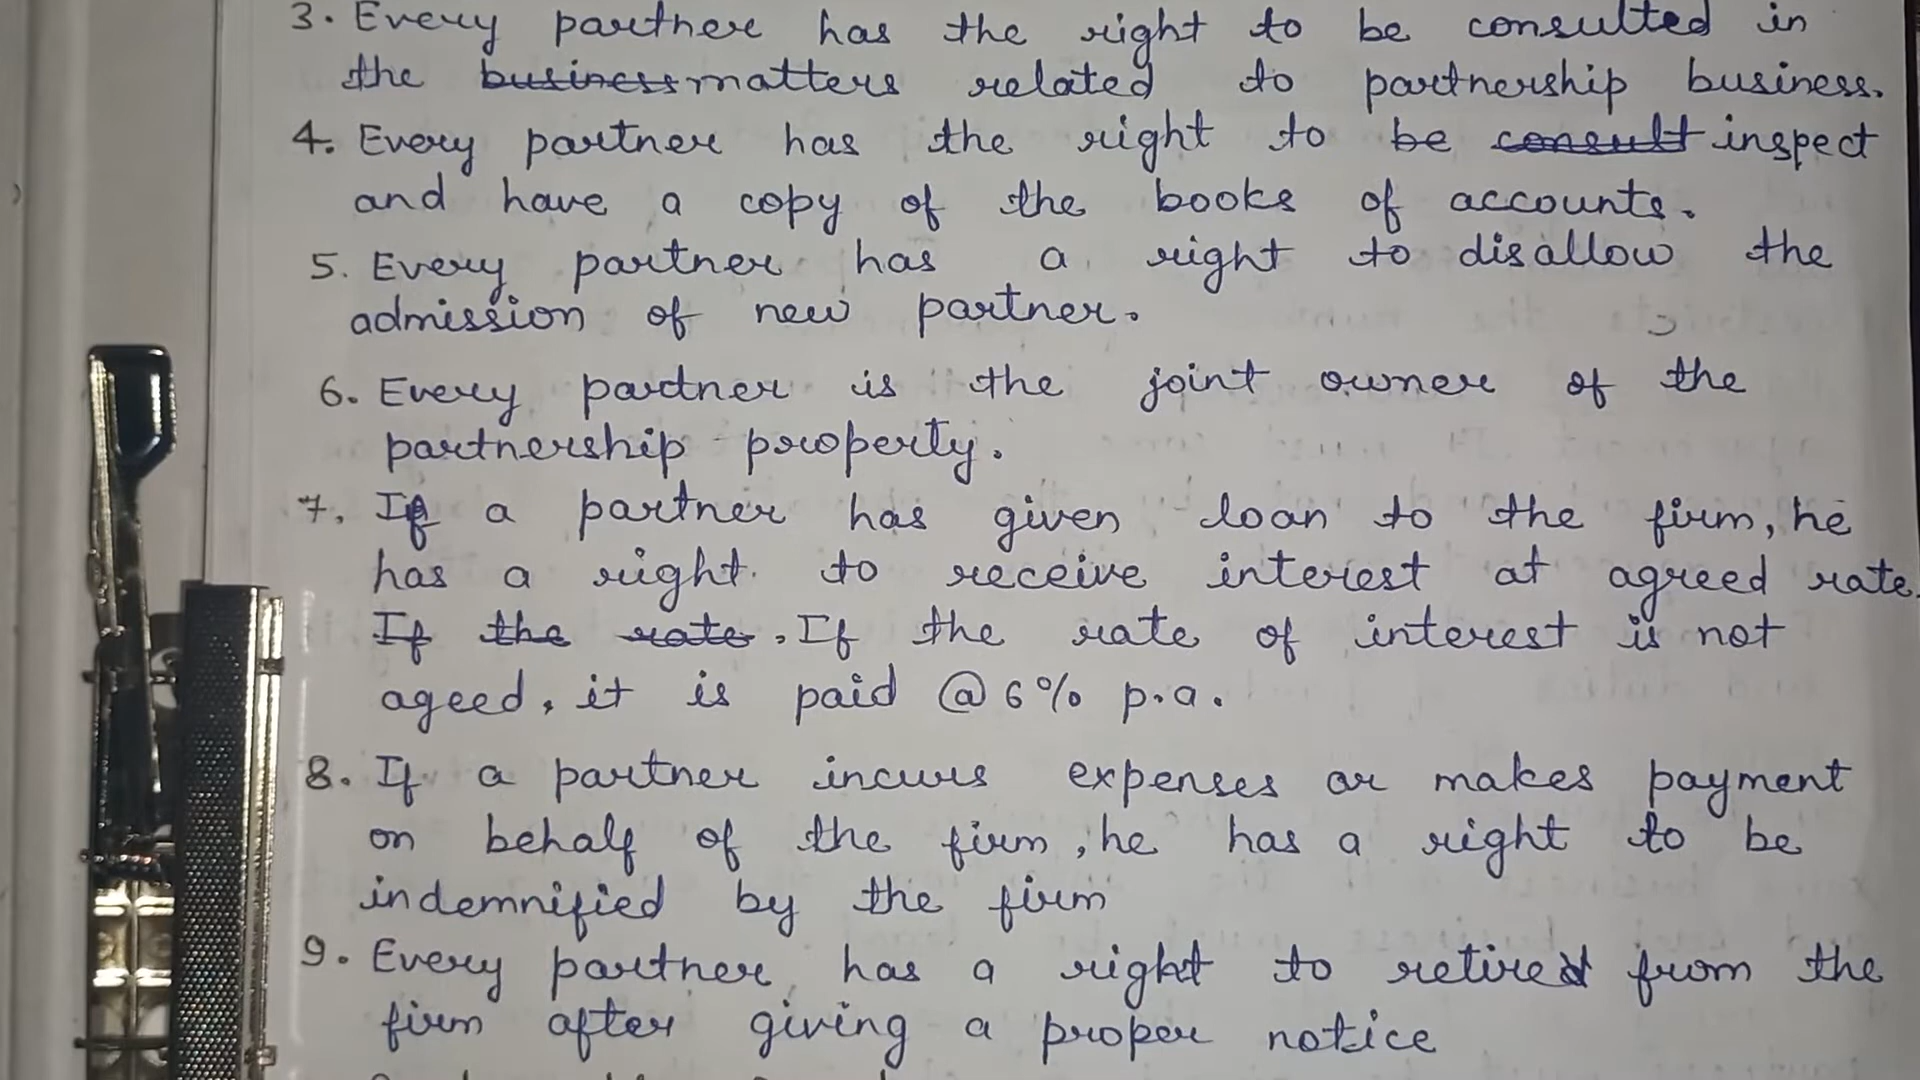 3. Every partner has the right to be consulted in
the ~~business~~ matters related to partnership business.
4. Every partner has the right to ~~be~~ ~~consult~~ inspect
and have a copy of the books of accounts.
5. Every partner has a right to disallow the
admission of new partner.
6. Every partner is the joint owner of the
partnership property.
7. If a partner has given loan to the firm, he
has a right to receive interest at agreed rate.
~~If the rate~~. If the rate of interest is not
ageed, it is paid @ 6% p.a.
8. If a partner incurs expenses or makes payment
on behalf of the firm, he has a right to be
indemnified by the firm
9. Every partner has a right to retire from the
firm after giving a proper notice